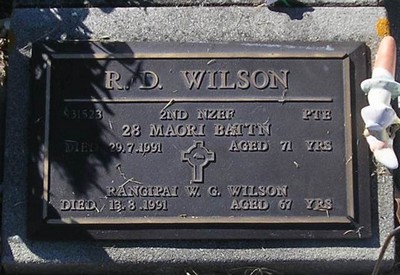 R. D. WILSON
2ND NZEF PTE
28 MAORI BATTN
DIED 29.7.1991 AGED 71 YRS
RANGIPAI W. G. WILSON
DIED 13.8.1991 AGED 67 YRS